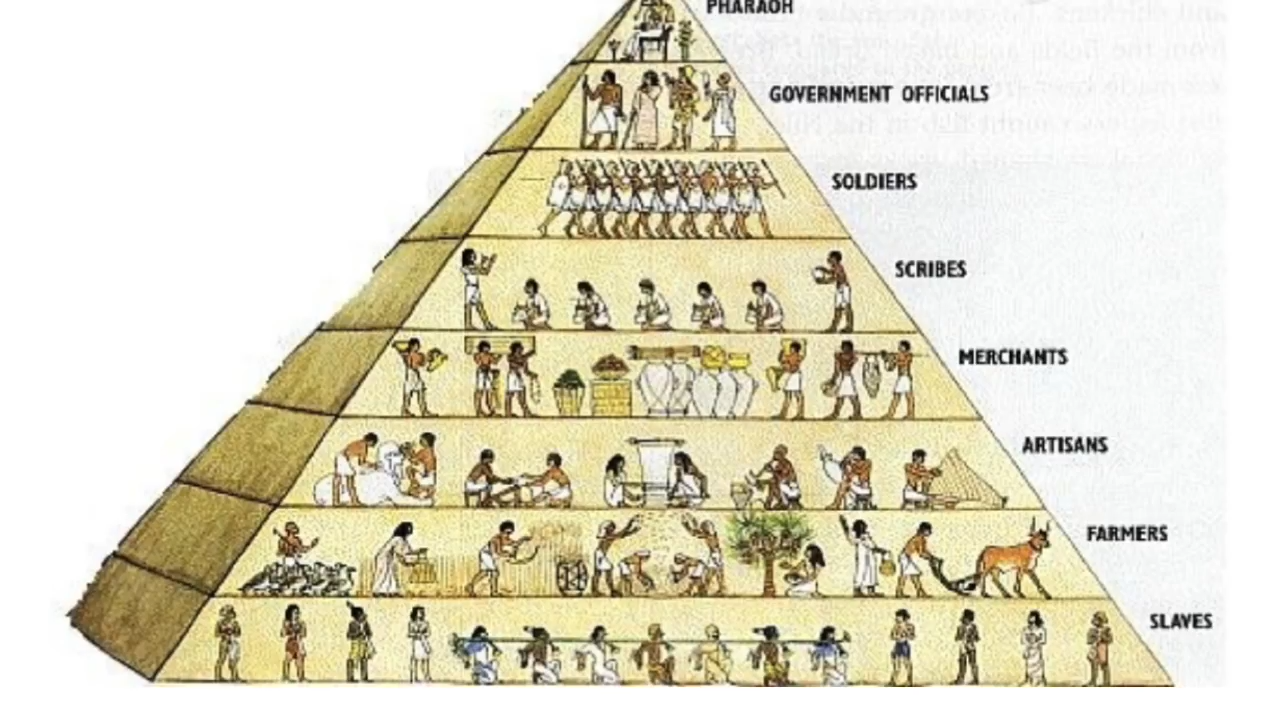 PHARAOH
GOVERNMENT OFFICIALS
SOLDIERS
SCRIBES
MERCHANTS
ARTISANS
FARMERS
SLAVES